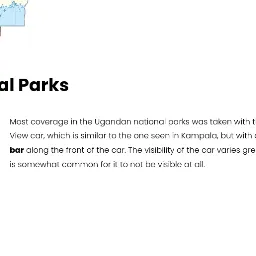 al Parks
Most coverage in the Ugandan national parks was taken with
View car, which is similar to the one seen in Kampala, but with
bar along the front of the car. The visibility of the car varies
is somewhat common for it to not be visible at all.